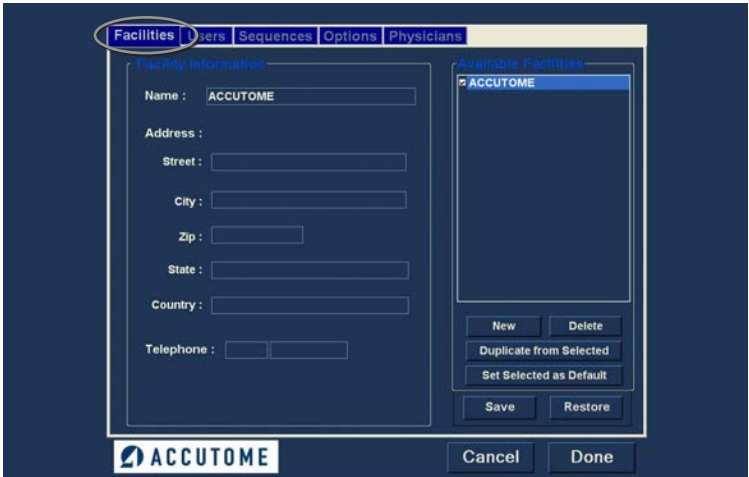 Facilities Users Sequences Options Physicians
Facility Information
Name : ACCUTOME
Address :
Street :
City :
Zip :
State :
Country :
Telephone :
Available Facilities
ACCUTOME
New Delete
Duplicate from Selected
Set Selected as Default
Save Restore
ACCUTOME
Cancel Done